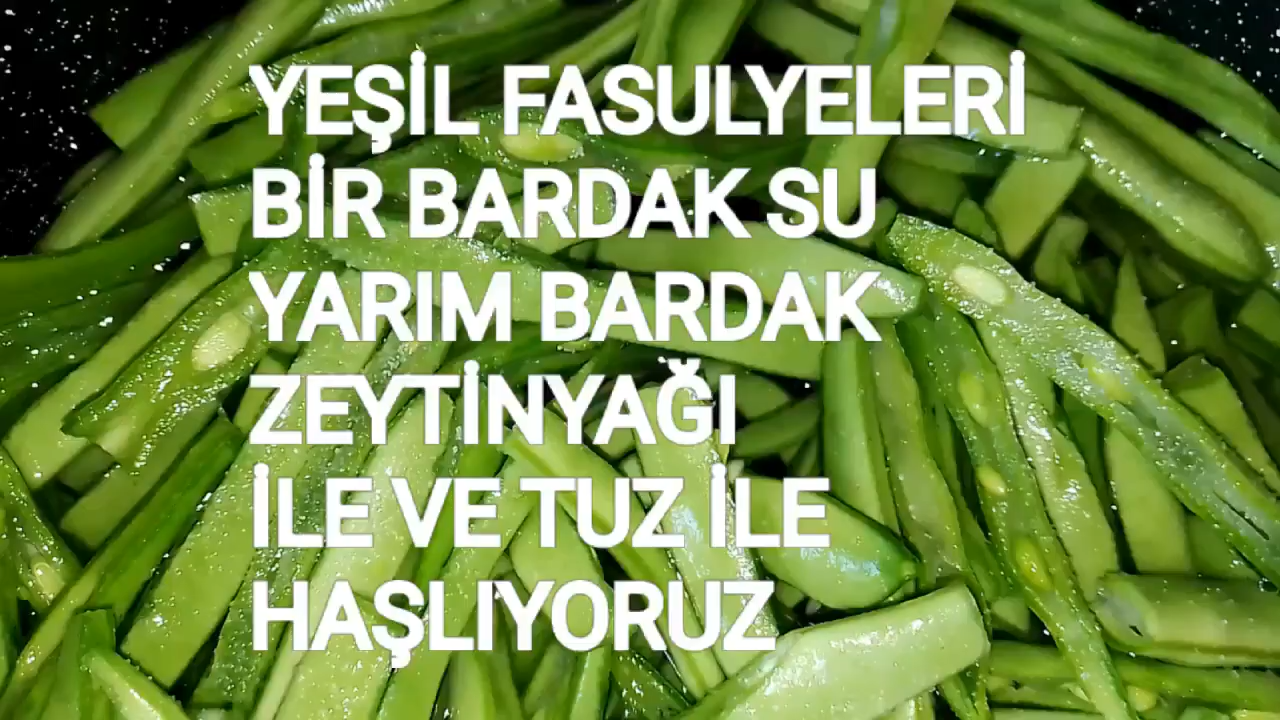 YEŞİL FASULYELERİ
BİR BARDAK SU
YARIM BARDAK
ZEYTİNYAĞI
İLE VE TUZ İLE
HAŞLIYORUZ